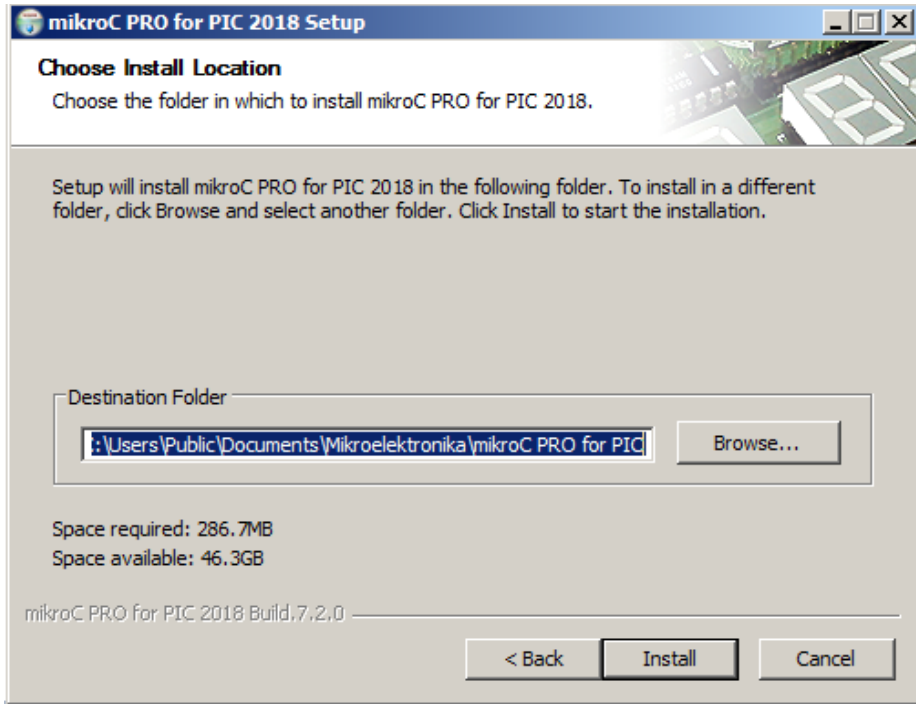 mikroC PRO for PIC 2018 Setup
Choose Install Location
Choose the folder in which to install mikroC PRO for PIC 2018.
Setup will install mikroC PRO for PIC 2018 in the following folder. To install in a different
folder, click Browse and select another folder. Click Install to start the installation.
Destination Folder
:\Users\Public\Documents\Mikroelektronika\mikroC PRO for PIC
Browse...
Space required: 286.7MB
Space available: 46.3GB
mikroC PRO for PIC 2018 Build.7.2.0
< Back
Install
Cancel